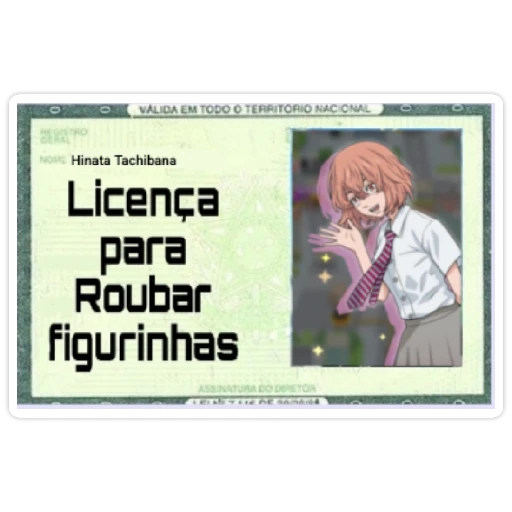 VÁLIDA EM TODO O TERRITÓRIO NACIONAL
REGISTRO
GERAL
NOME Hinata Tachibana
Licença
para
Roubar
figurinhas
ASSINATURA DO DIRETOR